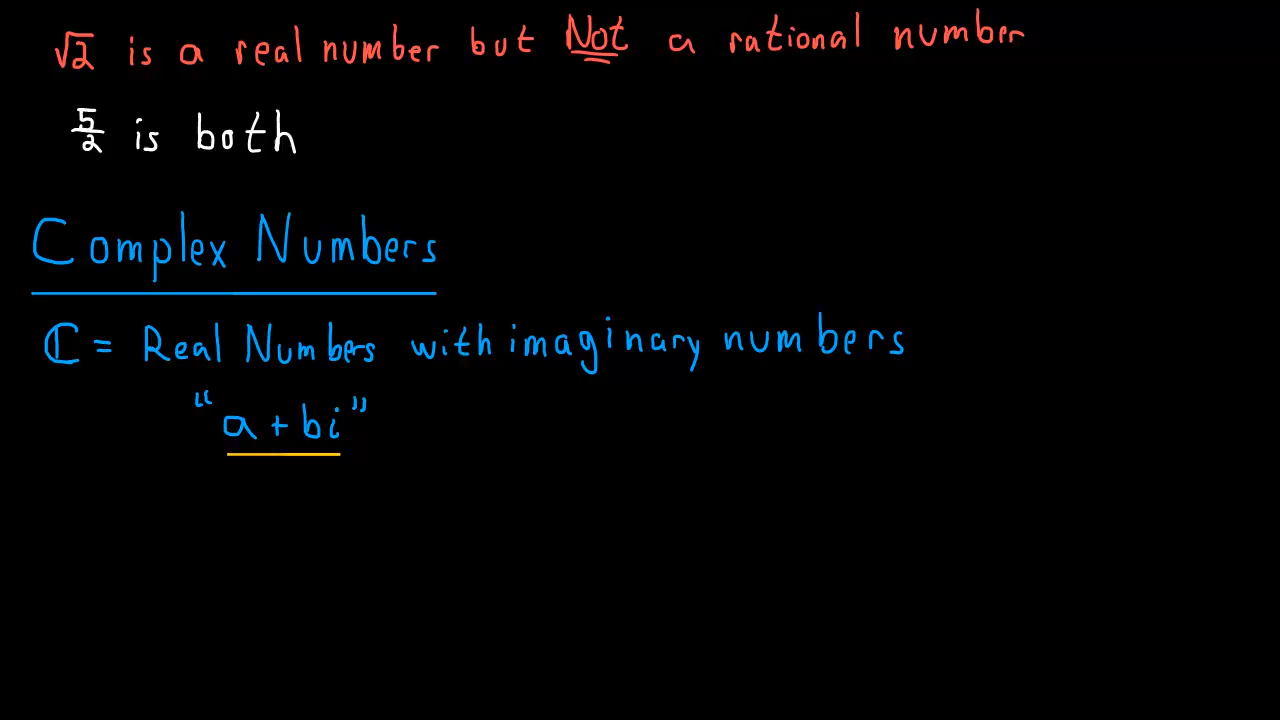 √2 is a real number but Not a rational number
5/2 is both
Complex Numbers
ℂ = Real Numbers with imaginary numbers
“a + bi”